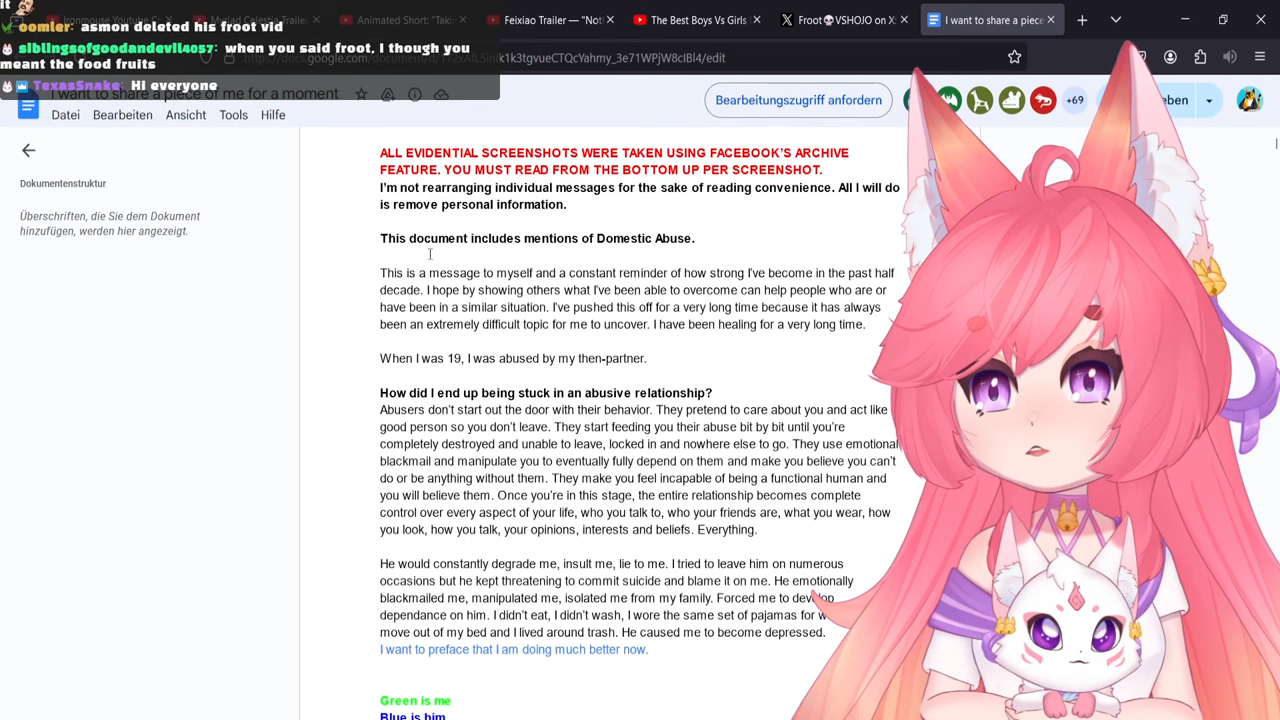 it
oomler: asmon deleted his froot vid
siblingsofgoodandevil4057: when you said froot, I though you
meant the food fruits
TexasSnake: Hi everyone
Ironmouse Youtube C
Myriad Celestia Trailer
Animated Short: "Taki
Feixiao Trailer — "Not
The Best Boys vs Girls
Froot VSHOJO on X:
I want to share a piece
I want to share a piece of me for a moment
Datei Bearbeiten Ansicht Tools Hilfe
Bearbeitungszugriff anfordern
+69
eben
Dokumentstruktur
Überschriften, die Sie dem Dokument
hinzufügen, werden hier angezeigt.
ALL EVIDENTIAL SCREENSHOTS WERE TAKEN USING FACEBOOK'S ARCHIVE
FEATURE. YOU MUST READ FROM THE BOTTOM UP PER SCREENSHOT.
I'm not rearranging individual messages for the sake of reading convenience. All I will do
is remove personal information.
This document includes mentions of Domestic Abuse.
This is a message to myself and a constant reminder of how strong I've become in the past half
decade. I hope by showing others what I've been able to overcome can help people who are or
have been in a similar situation. I've pushed this off for a very long time because it has always
been an extremely difficult topic for me to uncover. I have been healing for a very long time.
When I was 19, I was abused by my then-partner.
How did I end up being stuck in an abusive relationship?
Abusers don't start out the door with their behavior. They pretend to care about you and act like
good person so you don't leave. They start feeding you their abuse bit by bit until you're
completely destroyed and unable to leave, locked in and nowhere else to go. They use emotional
blackmail and manipulate you to eventually fully depend on them and make you believe you can't
do or be anything without them. They make you feel incapable of being a functional human and
you will believe them. Once you're in this stage, the entire relationship becomes complete
control over every aspect of your life, who you talk to, who your friends are, what you wear, how
you look, how you talk, your opinions, interests and beliefs. Everything.
He would constantly degrade me, insult me, lie to me. I tried to leave him on numerous
occasions but he kept threatening to commit suicide and blame it on me. He emotionally
blackmailed me, manipulated me, isolated me from my family. Forced me to develop
dependance on him. I didn't eat, I didn't wash, I wore the same set of pajamas for w
move out of my bed and I lived around trash. He caused me to become depressed.
I want to preface that I am doing much better now.
Green is me
Blue is him